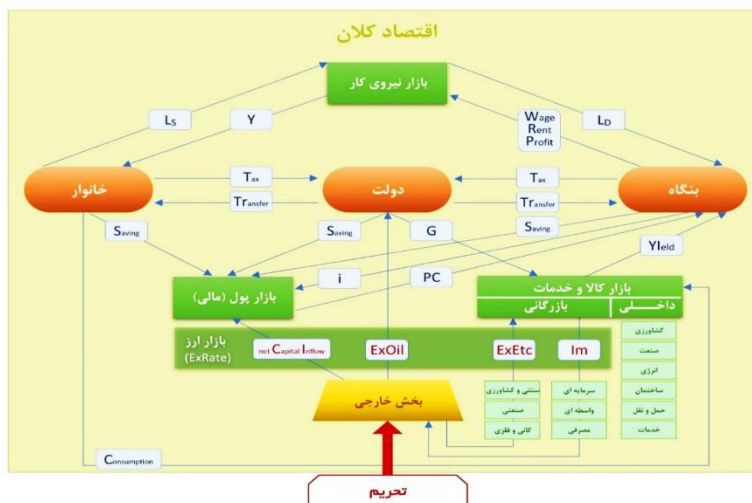 اقتصاد کلان
بازار نیروی کار
Ls
Y
Wage
Rent
Profit
LD
خانوار
Tax
Transfer
دولت
Tax
Transfer
بنگاه
Saving
Saving
G
Saving
YIeld
i
PC
بازار پول (مالی)
بازار کالا و خدمات
بازرگانی
داخلی
بازار ارز
(ExRate)
net Capital Inflow
ExOil
ExEtc
Im
کشاورزی
صنعت
انرژی
ساختمان
حمل و نقل
خدمات
بخش خارجی
سنتی و کشاورزی
صنعتی
کانی و فلزی
سرمایه ای
واسطه ای
مصرفی
Consumption
تحریم